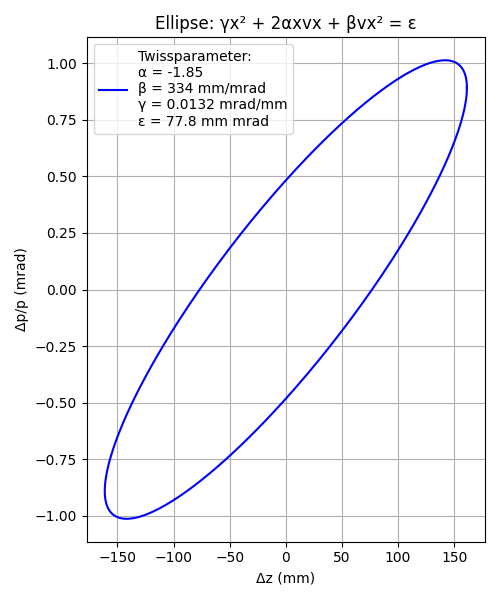 Ellipse: γx² + 2αxvx + βvx² = ε
Twissparameter:
α = -1.85
β = 334 mm/mrad
γ = 0.0132 mrad/mm
ε = 77.8 mm mrad
1.00
0.75
0.50
0.25
0.00
−0.25
−0.50
−0.75
−1.00
Δp/p (mrad)
−150
−100
−50
0
50
100
150
Δz (mm)